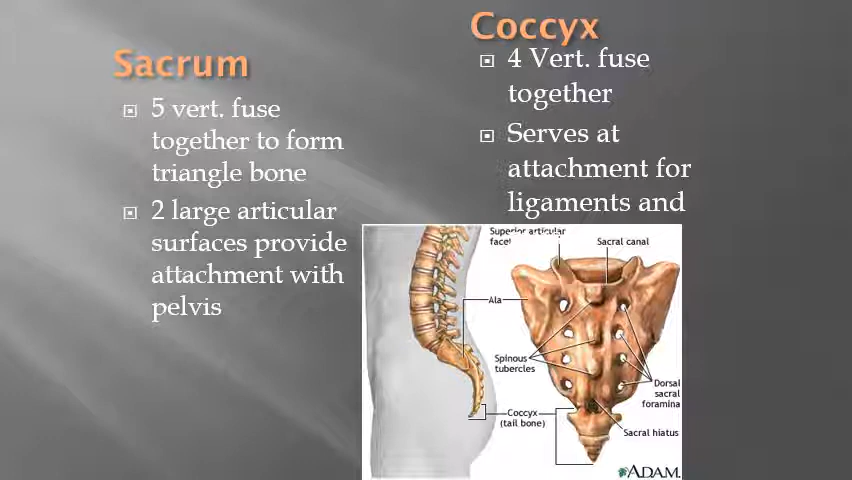 Sacrum
5 vert. fuse
together to form
triangle bone
2 large articular
surfaces provide
attachment with
pelvis
Coccyx
4 Vert. fuse
together
Serves at
attachment for
ligaments and
Superior articular
facet
Sacral canal
Ala
Spinous
tubercles
Dorsal
sacral
foramina
Coccyx
(tail bone)
Sacral hiatus
ADAM.